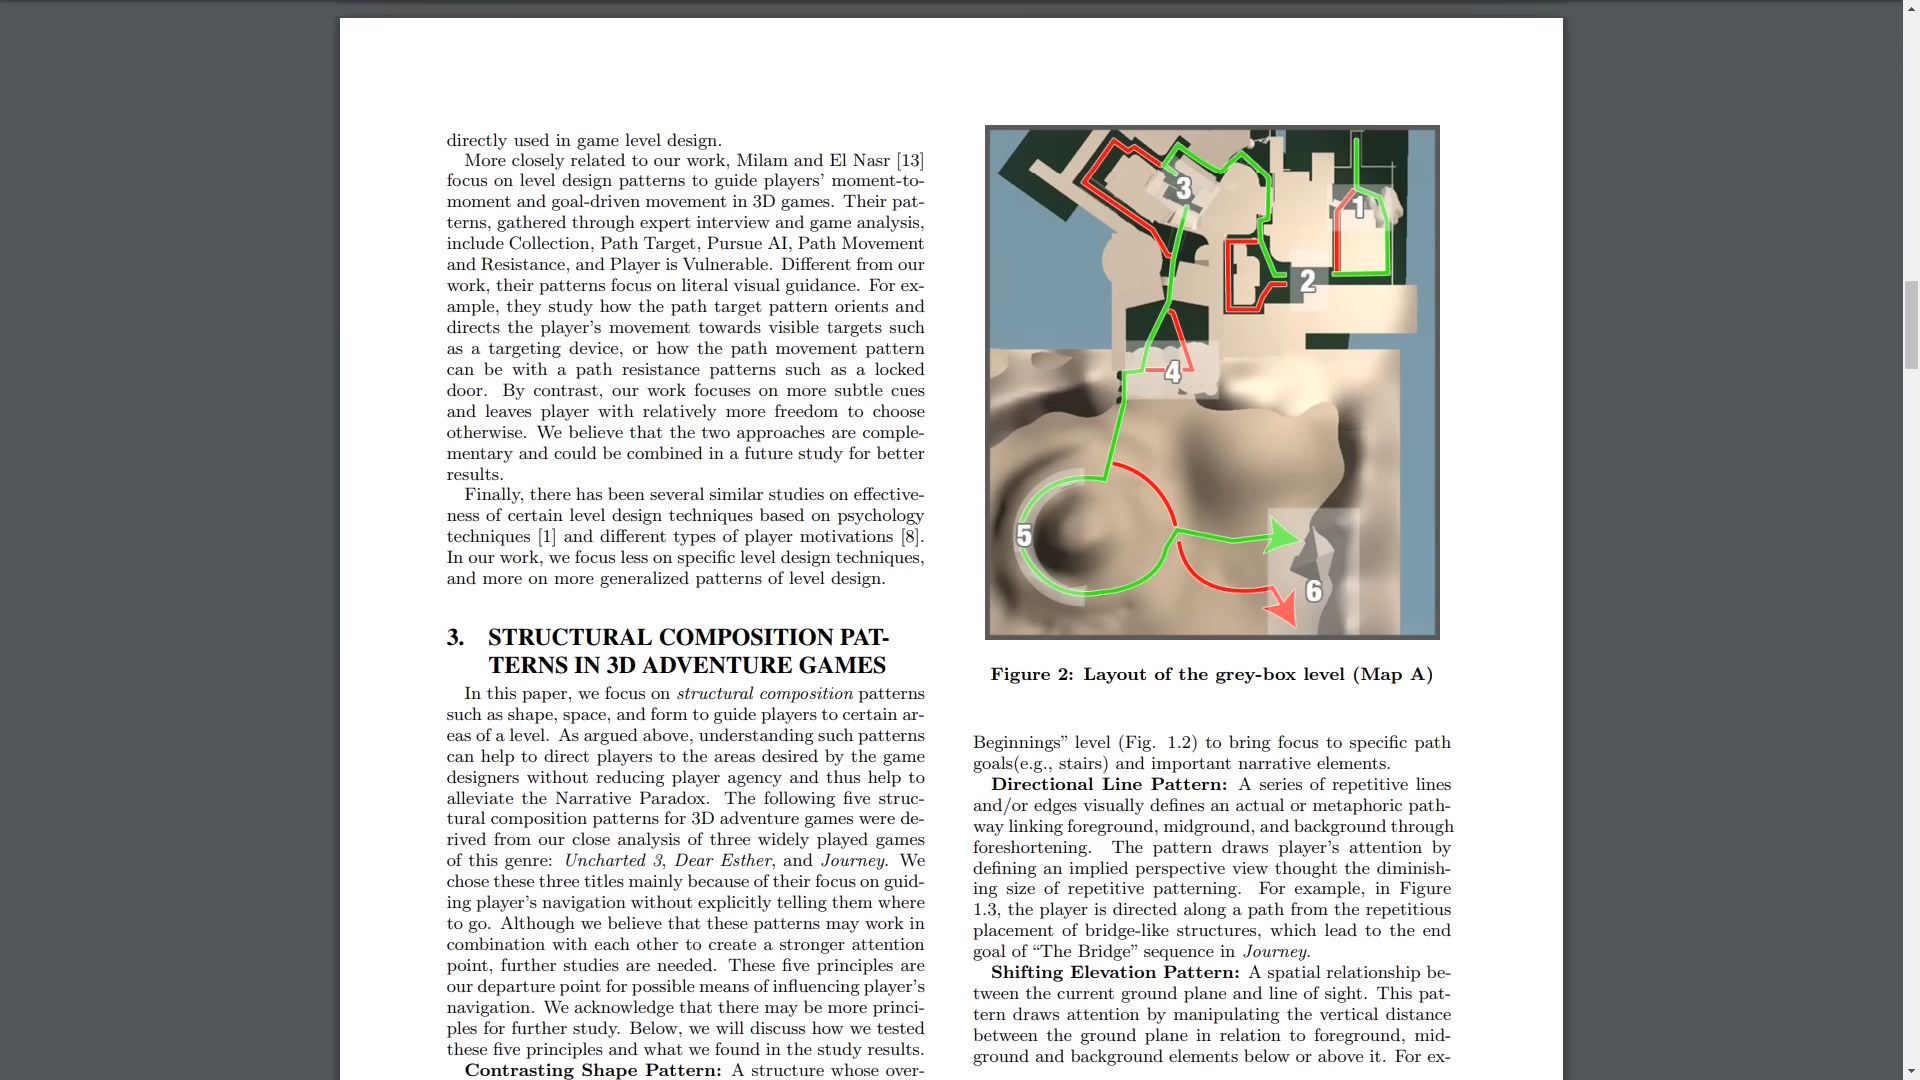 directly used in game level design.
More closely related to our work, Milam and El Nasr [13]
focus on level design patterns to guide players' moment-to-
moment and goal-driven movement in 3D games. Their pat-
terns, gathered through expert interview and game analysis,
include Collection, Path Target, Pursue AI, Path Movement
and Resistance, and Player is Vulnerable. Different from our
work, their patterns focus on literal visual guidance. For ex-
ample, they study how the path target pattern orients and
directs the player's movement towards visible targets such
as a targeting device, or how the path movement pattern
can be with a path resistance patterns such as a locked
door. By contrast, our work focuses on more subtle cues
and leaves player with relatively more freedom to choose
otherwise. We believe that the two approaches are comple-
mentary and could be combined in a future study for better
results.
Finally, there has been several similar studies on effective-
ness of certain level design techniques based on psychology
techniques [1] and different types of player motivations [8].
In our work, we focus less on specific level design techniques,
and more on more generalized patterns of level design.
3. STRUCTURAL COMPOSITION PAT-
TERNS IN 3D ADVENTURE GAMES
In this paper, we focus on structural composition patterns
such as shape, space, and form to guide players to certain ar-
eas of a level. As argued above, understanding such patterns
can help to direct players to the areas desired by the game
designers without reducing player agency and thus help to
alleviate the Narrative Paradox. The following five struc-
tural composition patterns for 3D adventure games were de-
rived from our close analysis of three widely played games
of this genre: Uncharted 3, Dear Esther, and Journey. We
chose these three titles mainly because of their focus on guid-
ing player's navigation without explicitly telling them where
to go. Although we believe that these patterns may work in
combination with each other to create a stronger attention
point, further studies are needed. These five principles are
our departure point for possible means of influencing player's
navigation. We acknowledge that there may be more princi-
ples for further study. Below, we will discuss how we tested
these five principles and what we found in the study results.
Contrasting Shape Pattern: A structure whose over-
1
2
3
4
5
6
Figure 2: Layout of the grey-box level (Map A)
Beginnings" level (Fig. 1.2) to bring focus to specific path
goals(e.g., stairs) and important narrative elements.
Directional Line Pattern: A series of repetitive lines
and/or edges visually defines an actual or metaphoric path-
way linking foreground, midground, and background through
foreshortening. The pattern draws player's attention by
defining an implied perspective view thought the diminish-
ing size of repetitive patterning. For example, in Figure
1.3, the player is directed along a path from the repetitious
placement of bridge-like structures, which lead to the end
goal of "The Bridge" sequence in Journey.
Shifting Elevation Pattern: A spatial relationship be-
tween the current ground plane and line of sight. This pat-
tern draws attention by manipulating the vertical distance
between the ground plane in relation to foreground, mid-
ground and background elements below or above it. For ex-